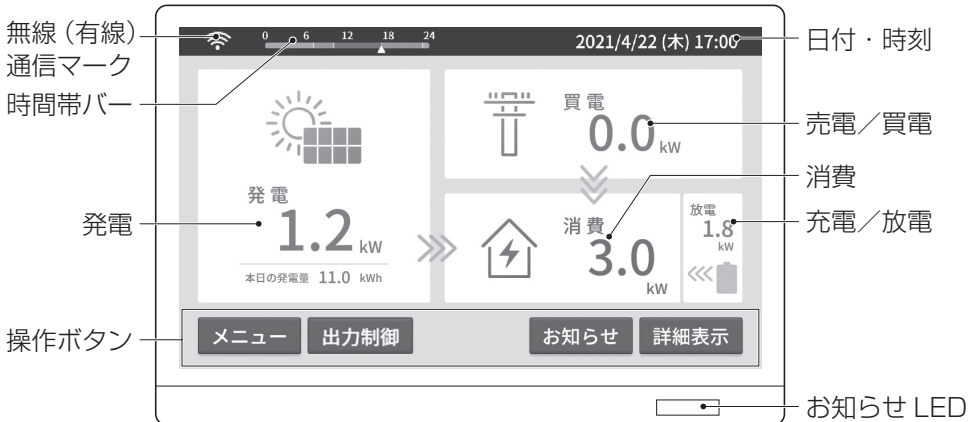 無線（有線）
通信マーク
時間帯バー
発電
操作ボタン
0 6 12 18 24
2021/4/22 (木) 17:00
発電
1.2 kW
本日の発電量 11.0 kWh
買電
0.0 kW
消費
3.0 kW
放電
1.8
kW
メニュー 出力制御 お知らせ 詳細表示
日付・時刻
売電／買電
消費
充電／放電
お知らせ LED